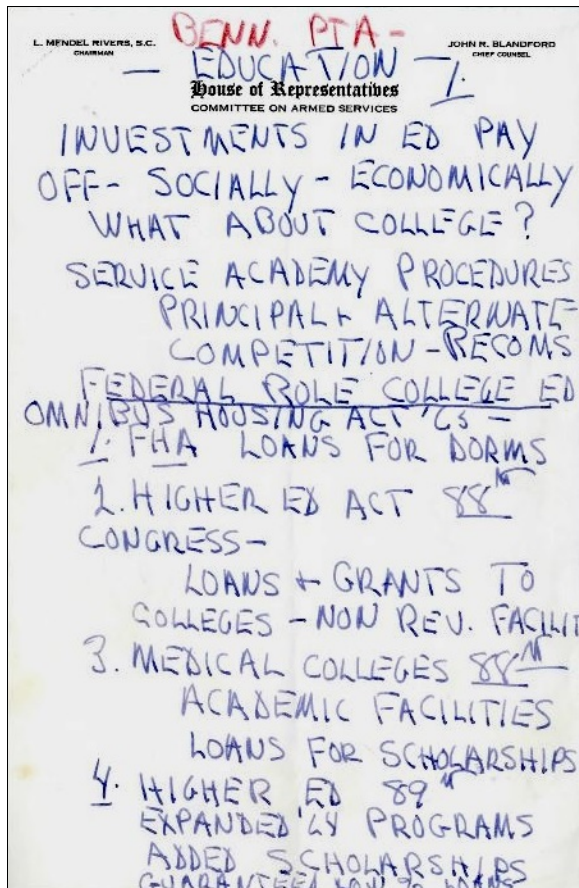 BENN. PTA -
L. MENDEL RIVERS, S.C.
CHAIRMAN
JOHN R. BLANDFORD
CHIEF COUNSEL
- EDUCATION - 1.
House of Representatives
COMMITTEE ON ARMED SERVICES
INVESTMENTS IN ED PAY
OFF - SOCIALLY - ECONOMICALLY
WHAT ABOUT COLLEGE?
SERVICE ACADEMY PROCEDURES
PRINCIPAL + ALTERNATE
COMPETITION - RECOMS
FEDERAL ROLE COLLEGE ED
OMNIBUS HOUSING ACT '65 -
1. FHA LOANS FOR DORMS
2. HIGHER ED ACT 88TH
CONGRESS -
LOANS + GRANTS TO
COLLEGES - NON REV. FACILIT
3. MEDICAL COLLEGES 88TH
ACADEMIC FACILITIES
LOANS FOR SCHOLARSHIPS
4. HIGHER ED 89TH
EXPANDED '64 PROGRAMS
ADDED SCHOLARSHIPS
GUARANTEED